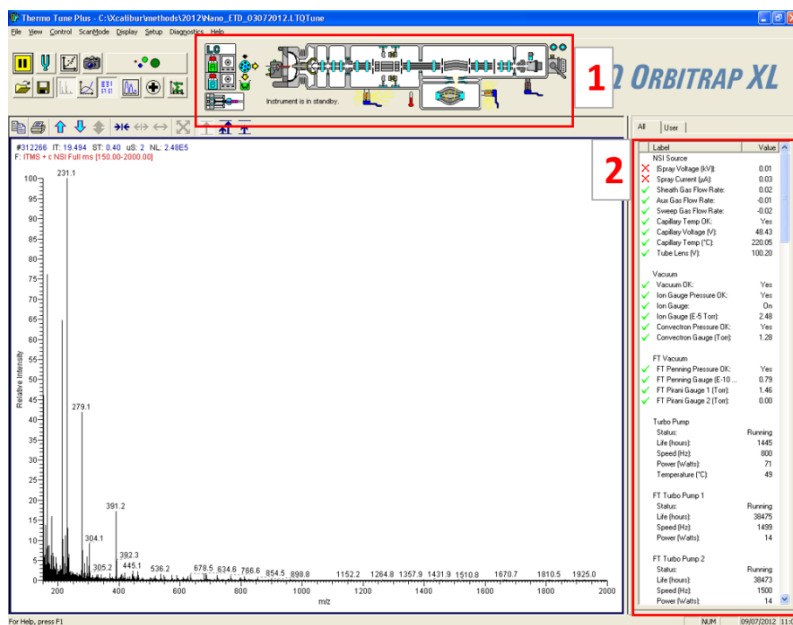 Thermo Tune Plus - C:\Xcalibur\methods\2012\Nano_ETD_03072012.LTQTune
File View Control ScanMode Display Setup Diagnostics Help
LC
Instrument is in standby.
1
Q ORBITRAP XL
All User
#312266 IT: 19.494 ST: 0.40 uS: 2 NL: 2.48E5
F: ITMS + c NSI Full ms [150.00-2000.00]
2
Label Value
NSI Source
ISpray Voltage (kV): 0.01
Spray Current (µA): 0.03
Sheath Gas Flow Rate: 0.02
Aux Gas Flow Rate: -0.01
Sweep Gas Flow Rate: -0.02
Capillary Temp OK: Yes
Capillary Voltage (V): 48.43
Capillary Temp (°C): 220.05
Tube Lens (V): 100.20
Vacuum
Vacuum OK: Yes
Ion Gauge Pressure OK: Yes
Ion Gauge: On
Ion Gauge (E-5 Torr): 2.48
Convectron Pressure OK: Yes
Convectron Gauge (Torr): 1.28
FT Vacuum
FT Penning Pressure OK: Yes
FT Penning Gauge (E-10 ... 0.79
FT Pirani Gauge 1 (Torr): 1.46
FT Pirani Gauge 2 (Torr): 0.00
Turbo Pump
Status: Running
Life (hours): 1445
Speed (Hz): 800
Power (Watts): 71
Temperature (°C): 49
FT Turbo Pump 1
Status: Running
Life (hours): 38475
Speed (Hz): 1499
Power (Watts): 14
FT Turbo Pump 2
Status: Running
Life (hours): 38473
Speed (Hz): 1500
Power (Watts): 14
Relative Intensity
100
95
90
85
80
75
70
65
60
55
50
45
40
35
30
25
20
15
10
5
0
231.1
279.1
391.2
304.1
305.2
392.3
445.1
536.2
678.5
834.6
854.5
898.8
1152.2
1264.8
1357.9
1431.9
1510.8
1670.7
1810.5
1925.0
200 400 600 800 1000 1200 1400 1600 1800 2000
m/z
For Help, press F1
NUM 09/07/2012